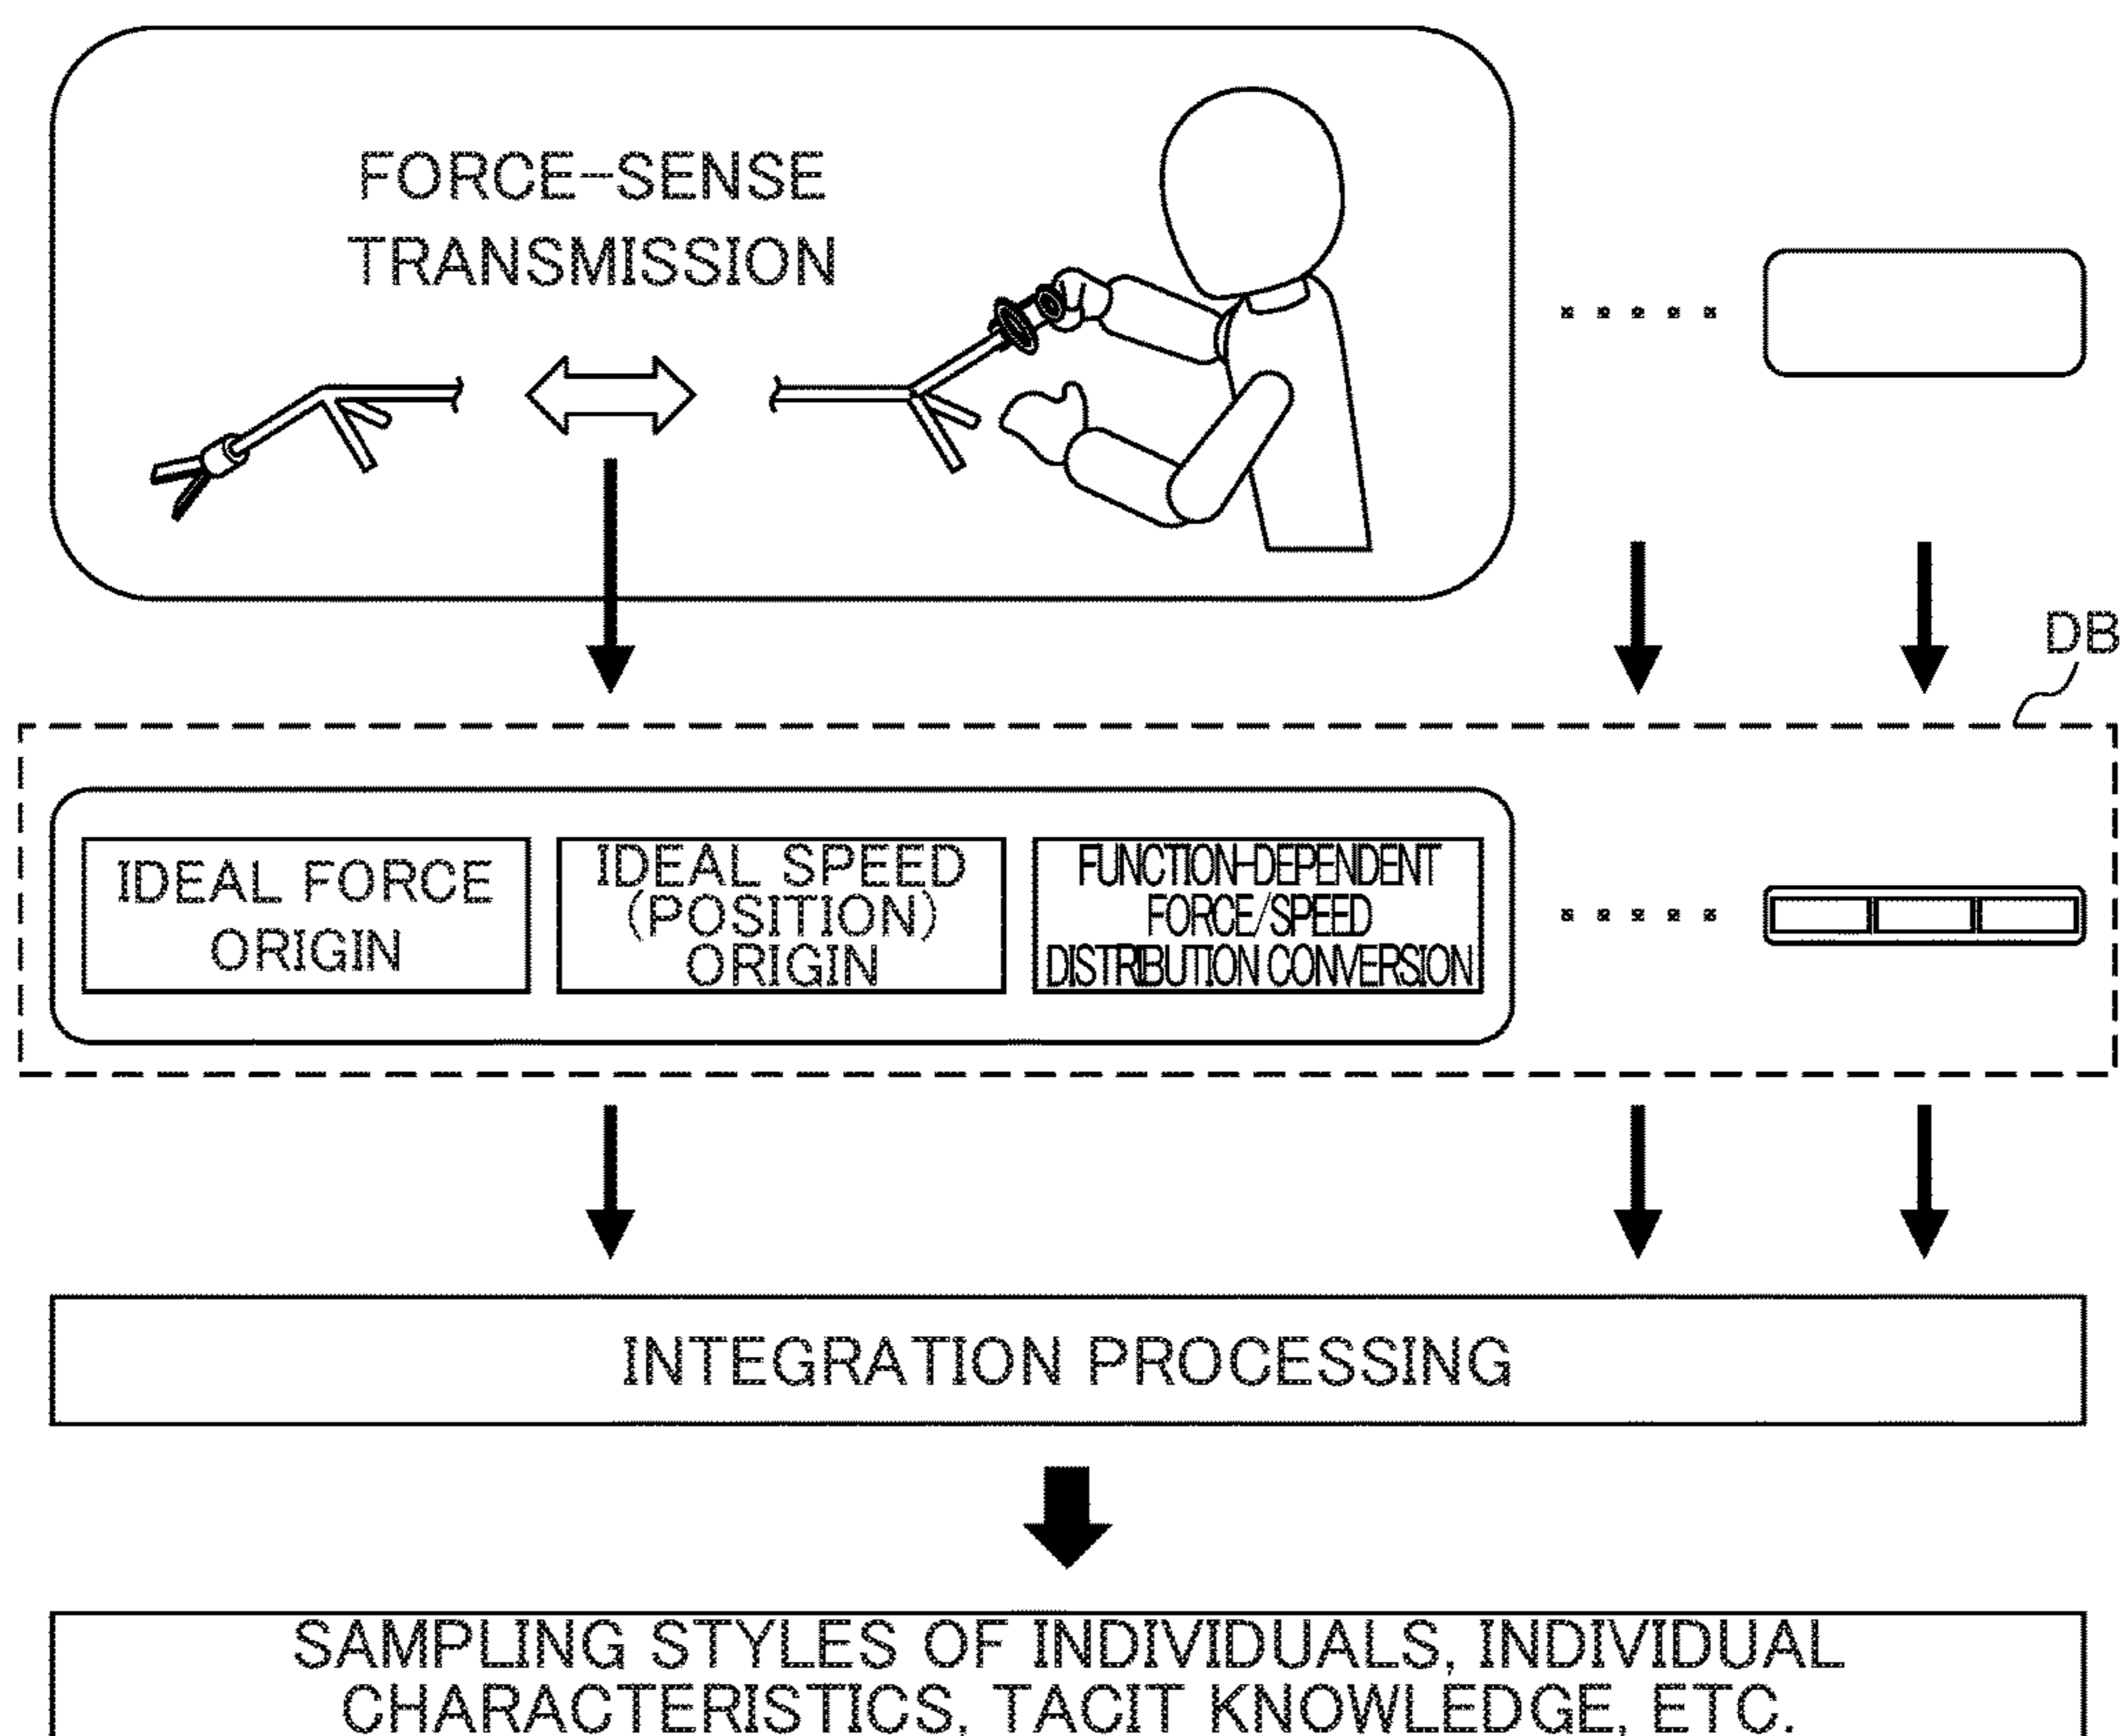 FORCE-SENSE
TRANSMISSION
DB
IDEAL FORCE
ORIGIN
IDEAL SPEED
(POSITION)
ORIGIN
FUNCTION-DEPENDENT
FORCE/SPEED
DISTRIBUTION CONVERSION
INTEGRATION PROCESSING
SAMPLING STYLES OF INDIVIDUALS, INDIVIDUAL
CHARACTERISTICS, TACIT KNOWLEDGE, ETC.